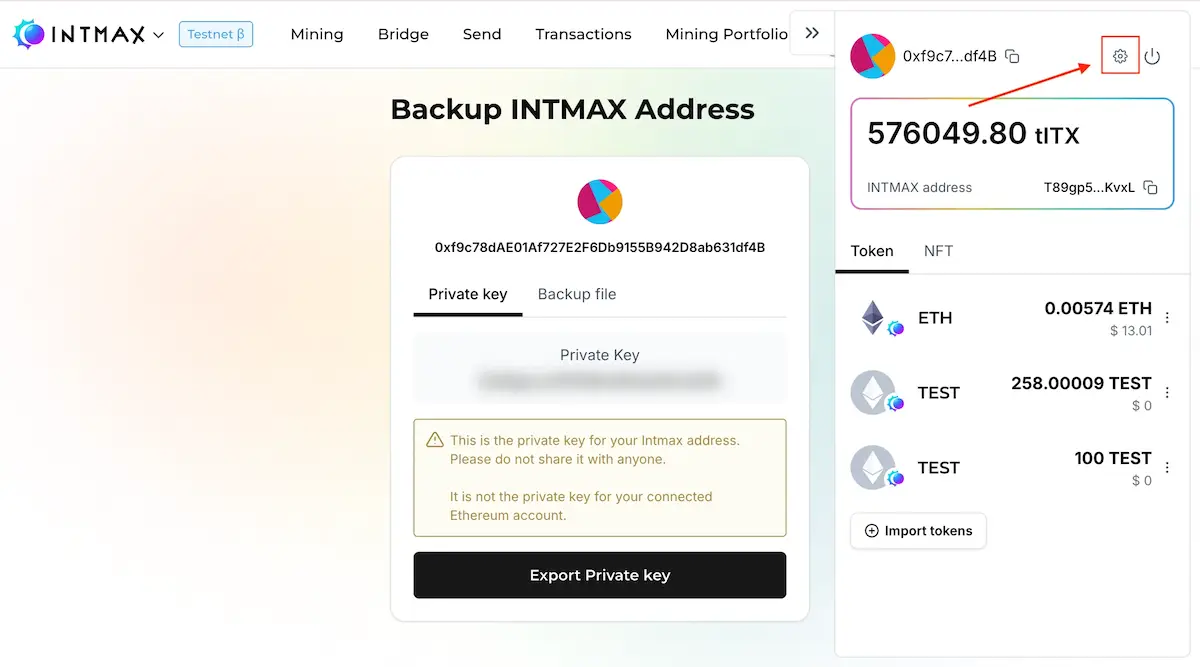 INTMAX
Testnet β
Mining
Bridge
Send
Transactions
Mining Portfolio
Backup INTMAX Address
0xf9c78dAE01Af727E2F6Db9155B942D8ab631df4B
Private key
Backup file
Private Key
This is the private key for your Intmax address.
Please do not share it with anyone.
It is not the private key for your connected
Ethereum account.
Export Private key
0xf9c7...df4B
576049.80 tITX
INTMAX address
T89gp5...KvxL
Token
NFT
ETH
0.00574 ETH
$ 13.01
TEST
258.00009 TEST
$ 0
TEST
100 TEST
$ 0
Import tokens